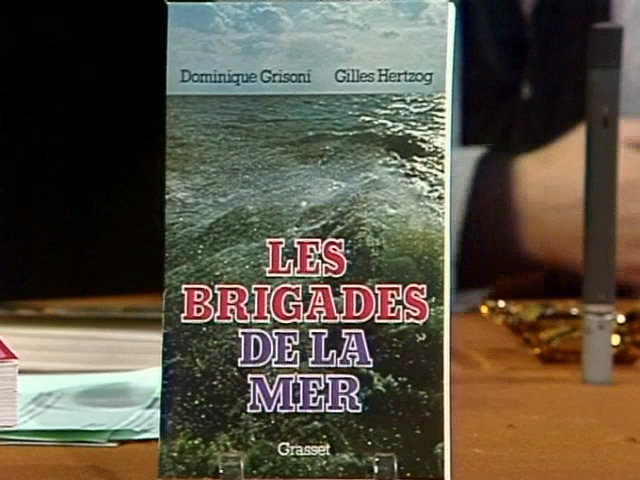 Dominique Grisoni Gilles Hertzog
LES
BRIGADES
DE LA
MER
Grasset